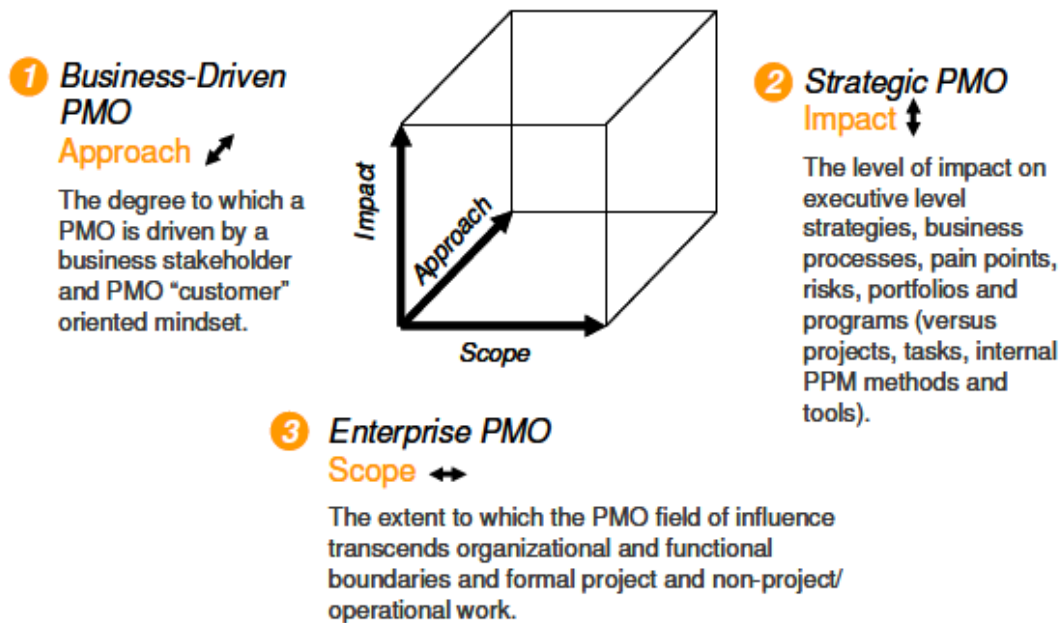 1 Business-Driven
PMO
Approach
The degree to which a
PMO is driven by a
business stakeholder
and PMO “customer”
oriented mindset.
Impact
Approach
Scope
2 Strategic PMO
Impact
The level of impact on
executive level
strategies, business
processes, pain points,
risks, portfolios and
programs (versus
projects, tasks, internal
PPM methods and
tools).
3 Enterprise PMO
Scope
The extent to which the PMO field of influence
transcends organizational and functional
boundaries and formal project and non-project/
operational work.